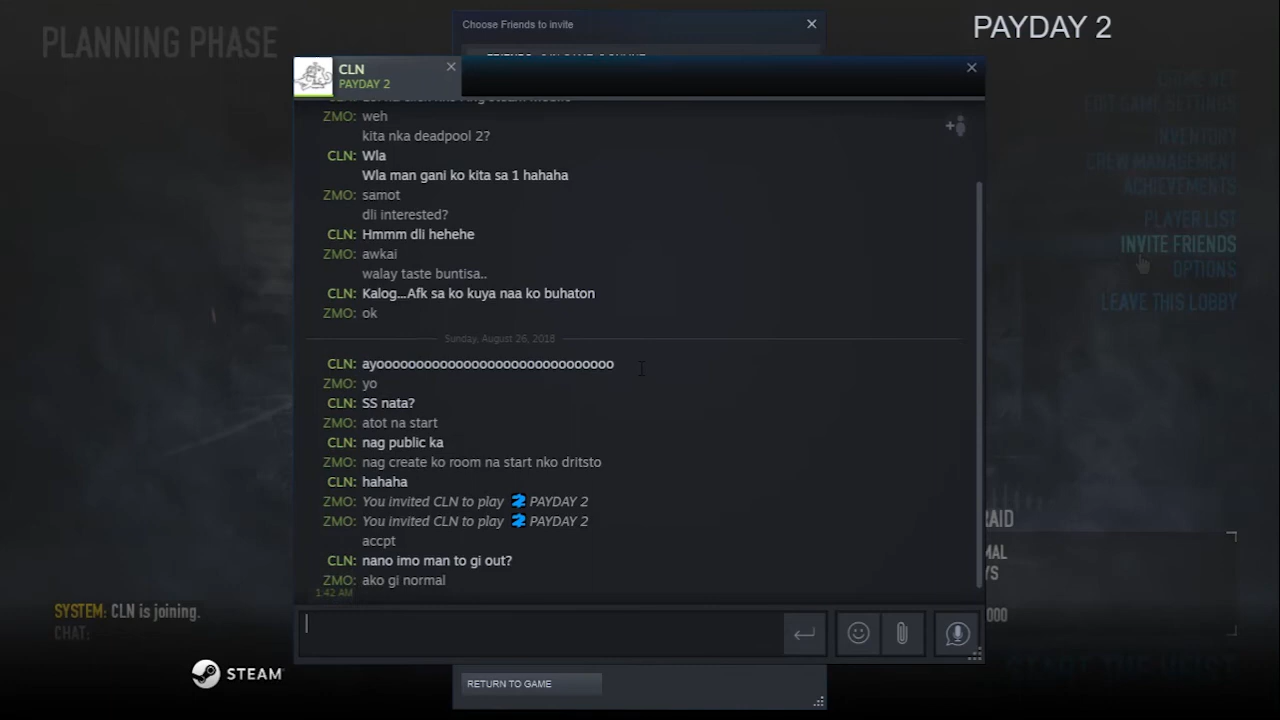 PLANNING PHASE
Choose Friends to invite
PAYDAY 2
CLN
PAYDAY 2
ZMO: weh
kita nka deadpool 2?
CLN: Wla
Wla man gani ko kita sa 1 hahaha
ZMO: samot
dli interested?
CLN: Hmmm dli hehehe
ZMO: awkai
walay taste buntisa..
CLN: Kalog...Afk sa ko kuya naa ko buhaton
ZMO: ok
Sunday, August 26, 2018
CLN: ayoooooooooooooooooooooooooooooo
ZMO: yo
CLN: SS nata?
ZMO: atot na start
CLN: nag public ka
ZMO: nag create ko room na start nko dritsto
CLN: hahaha
ZMO: You invited CLN to play PAYDAY 2
ZMO: You invited CLN to play PAYDAY 2
accpt
CLN: nano imo man to gi out?
ZMO: ako gi normal
1:42 AM
EDIT GAME SETTINGS
INVENTORY
CREW MANAGEMENT
ACHIEVEMENTS
PLAYER LIST
INVITE FRIENDS
OPTIONS
LEAVE THIS LOBBY
SYSTEM: CLN is joining.
CHAT:
STEAM
RETURN TO GAME